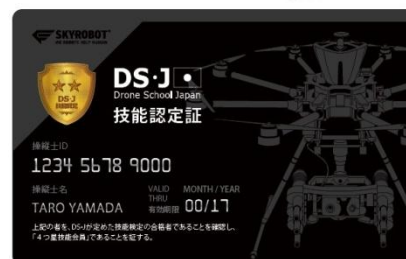 SKYROBOT
DS·J
技能認定
DS·J
Drone School Japan
技能認定証
操縦士ID
1234 5678 9000
操縦士名
TARO YAMADA
VALID THRU
MONTH / YEAR
有効期限
00/17
上記の者を、DS・Jが定めた技能検定の合格者であることを確認し、
「4つ星技能会員」であることを証する。